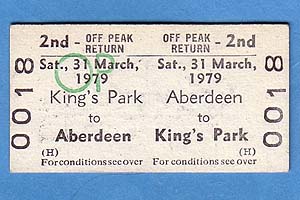 2nd - OFF PEAK RETURN
Sat., 31 March, 1979
King's Park
to
Aberdeen
(H)
For conditions see over
OFF PEAK RETURN - 2nd
Sat., 31 March, 1979
Aberdeen
to
King's Park
(H)
For conditions see over
0018
0018
OP